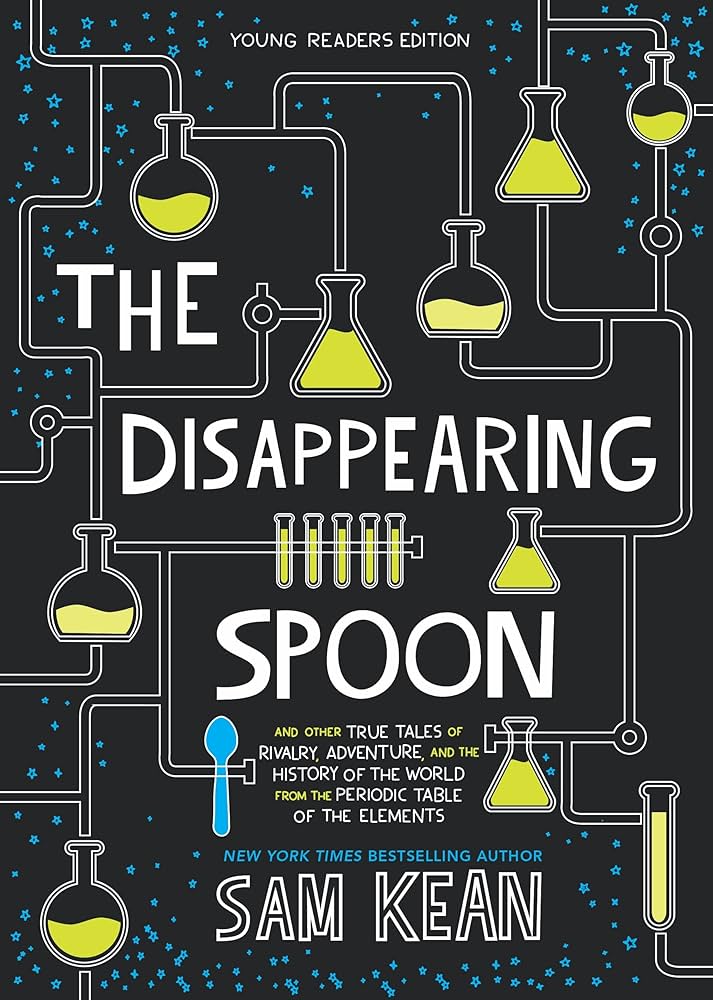 YOUNG READERS EDITION
THE
DISAPPEARING
SPOON
AND OTHER TRUE TALES OF
RIVALRY, ADVENTURE, AND THE
HISTORY OF THE WORLD
FROM THE PERIODIC TABLE
OF THE ELEMENTS
NEW YORK TIMES BESTSELLING AUTHOR
SAM KEAN